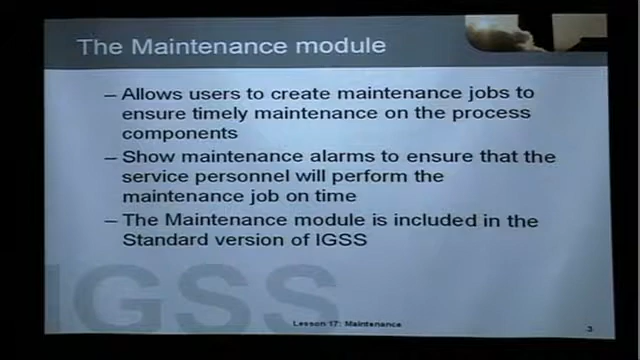 The Maintenance module
– Allows users to create maintenance jobs to
ensure timely maintenance on the process
components
– Show maintenance alarms to ensure that the
service personnel will perform the
maintenance job on time
– The Maintenance module is included in the
Standard version of IGSS
IGSS
Lesson 17: Maintenance
3